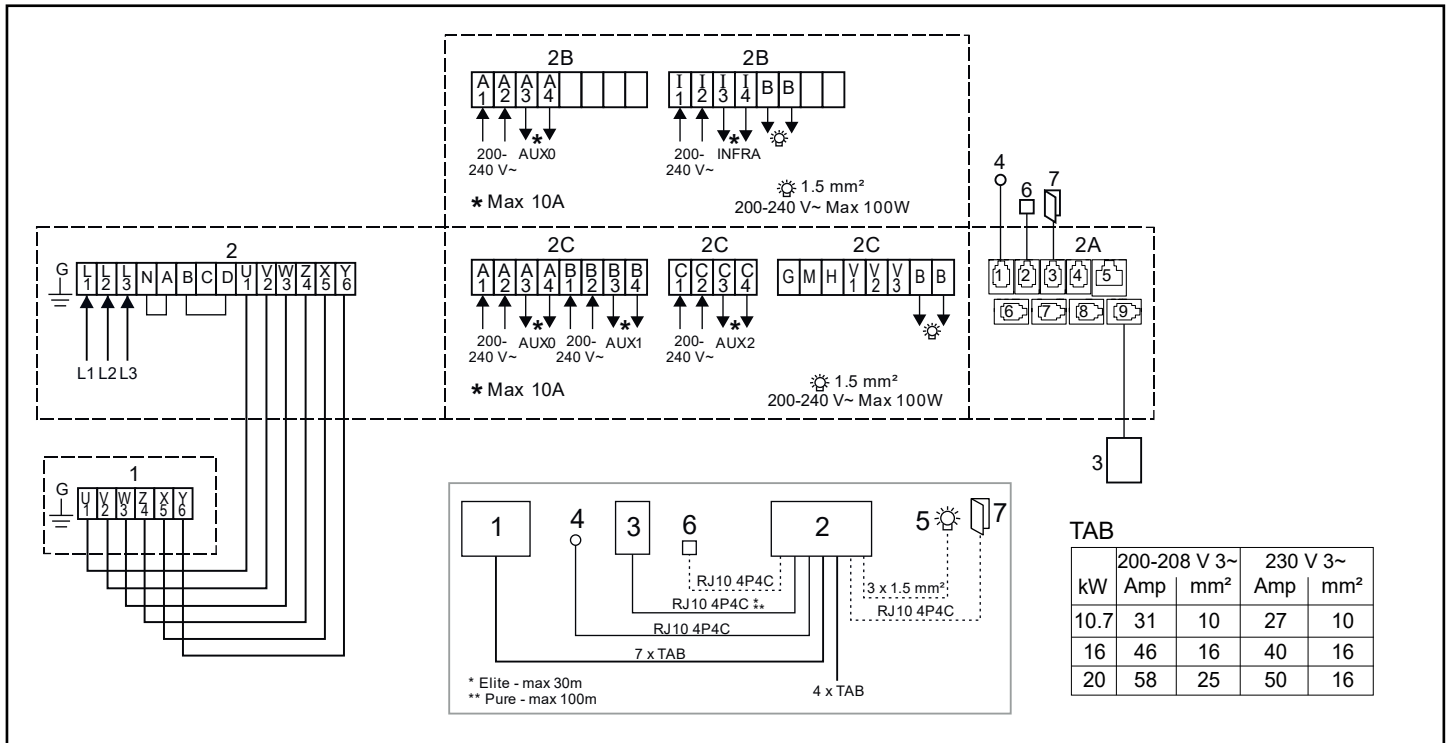 2B
A1 A2 A3 A4
200-240 V~
* AUX0
* Max 10A
2B
I1 I2 I3 I4 B B
200-240 V~
* INFRA
1.5 mm²
200-240 V~ Max 100W
2
G
L1 L2 L3 N A B C D U1 V2 W3 Z4 X5 Y6
L1 L2 L3
2C
A1 A2 A3 A4 B1 B2 B3 B4
200-240 V~
* AUX0
200-240 V~
* AUX1
* Max 10A
2C
C1 C2 C3 C4
200-240 V~
* AUX2
2C
G M H V1 V2 V3 B B
1.5 mm²
200-240 V~ Max 100W
4
6
7
2A
1 2 3 4 5
6 7 8 9
3
1
G
U1 V2 W3 Z4 X5 Y6
1
4
3
6
2
5
7
RJ10 4P4C
RJ10 4P4C * **
RJ10 4P4C
7 x TAB
3 x 1.5 mm²
RJ10 4P4C
4 x TAB
* Elite - max 30m
** Pure - max 100m
TAB
200-208 V 3~ 230 V 3~
kW Amp mm² Amp mm²
10.7 31 10 27 10
16 46 16 40 16
20 58 25 50 16